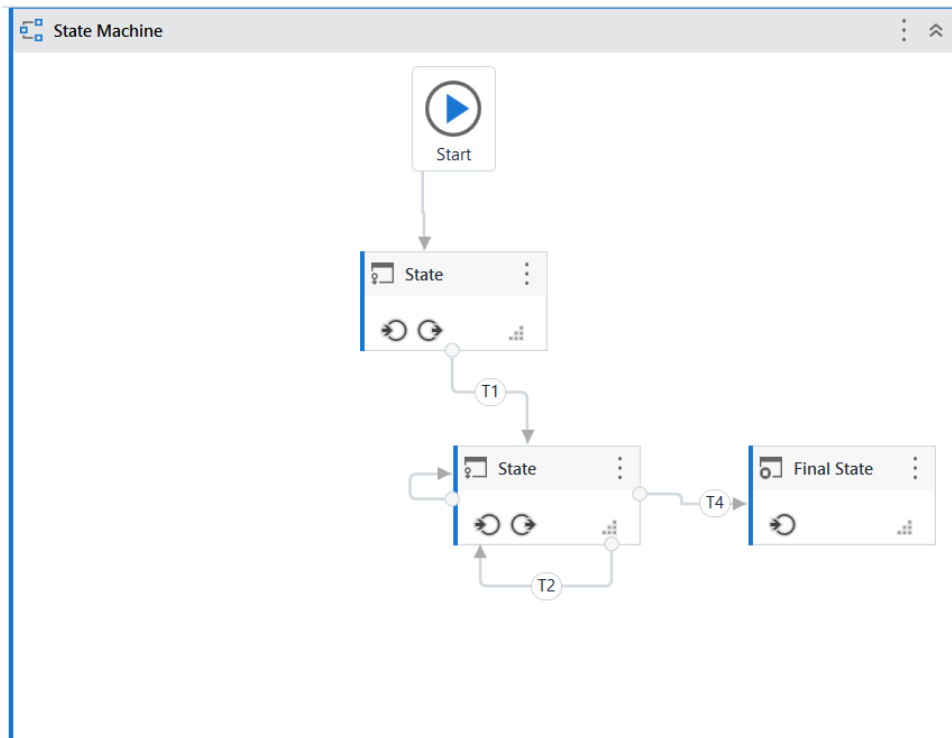 State Machine
Start
State
T1
State
Final State
T4
T2